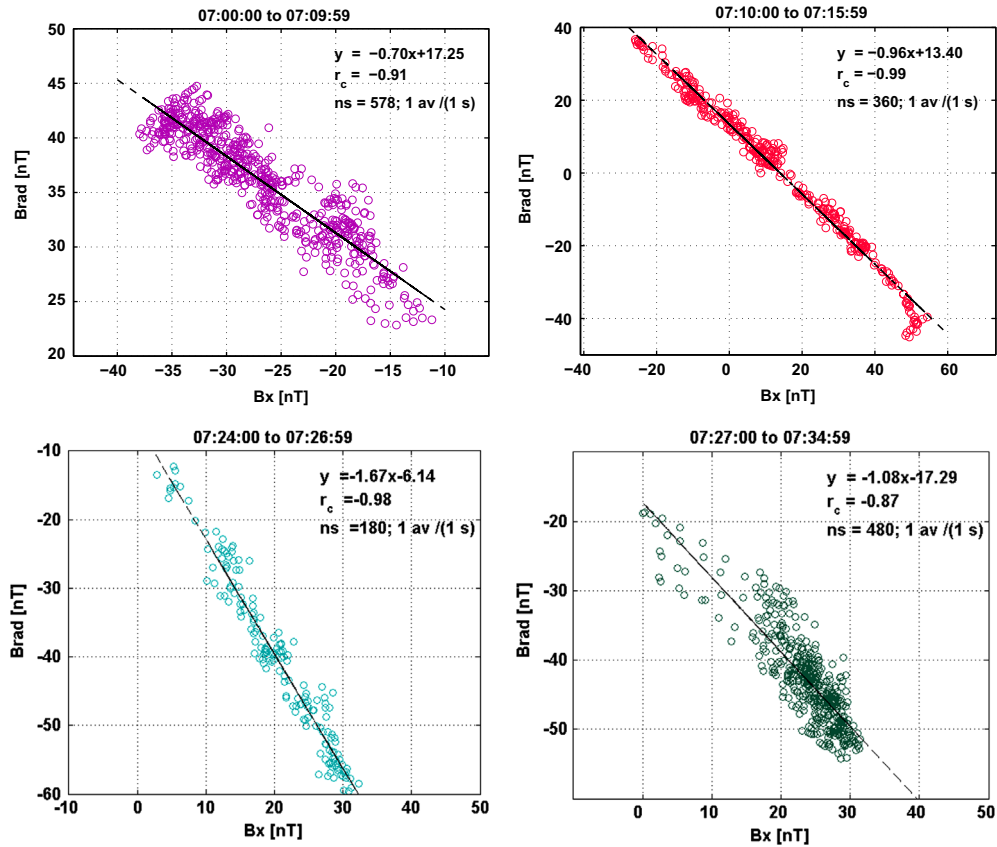 07:00:00 to 07:09:59
y = −0.70x+17.25
r_c = −0.91
ns = 578; 1 av /(1 s)
50
45
40
35
30
25
20
Brad [nT]
−40 −35 −30 −25 −20 −15 −10
Bx [nT]
07:10:00 to 07:15:59
y = −0.96x+13.40
r_c = −0.99
ns = 360; 1 av /(1 s)
40
20
0
−20
−40
Brad [nT]
−40 −20 0 20 40 60
Bx [nT]
07:24:00 to 07:26:59
y =-1.67x-6.14
r_c =-0.98
ns =180; 1 av /(1 s)
-10
-20
-30
-40
-50
-60
Brad [nT]
-10 0 10 20 30 40 50
Bx [nT]
07:27:00 to 07:34:59
y = -1.08x-17.29
r_c = -0.87
ns = 480; 1 av /(1 s)
-20
-30
-40
-50
Brad [nT]
0 10 20 30 40 50
Bx [nT]